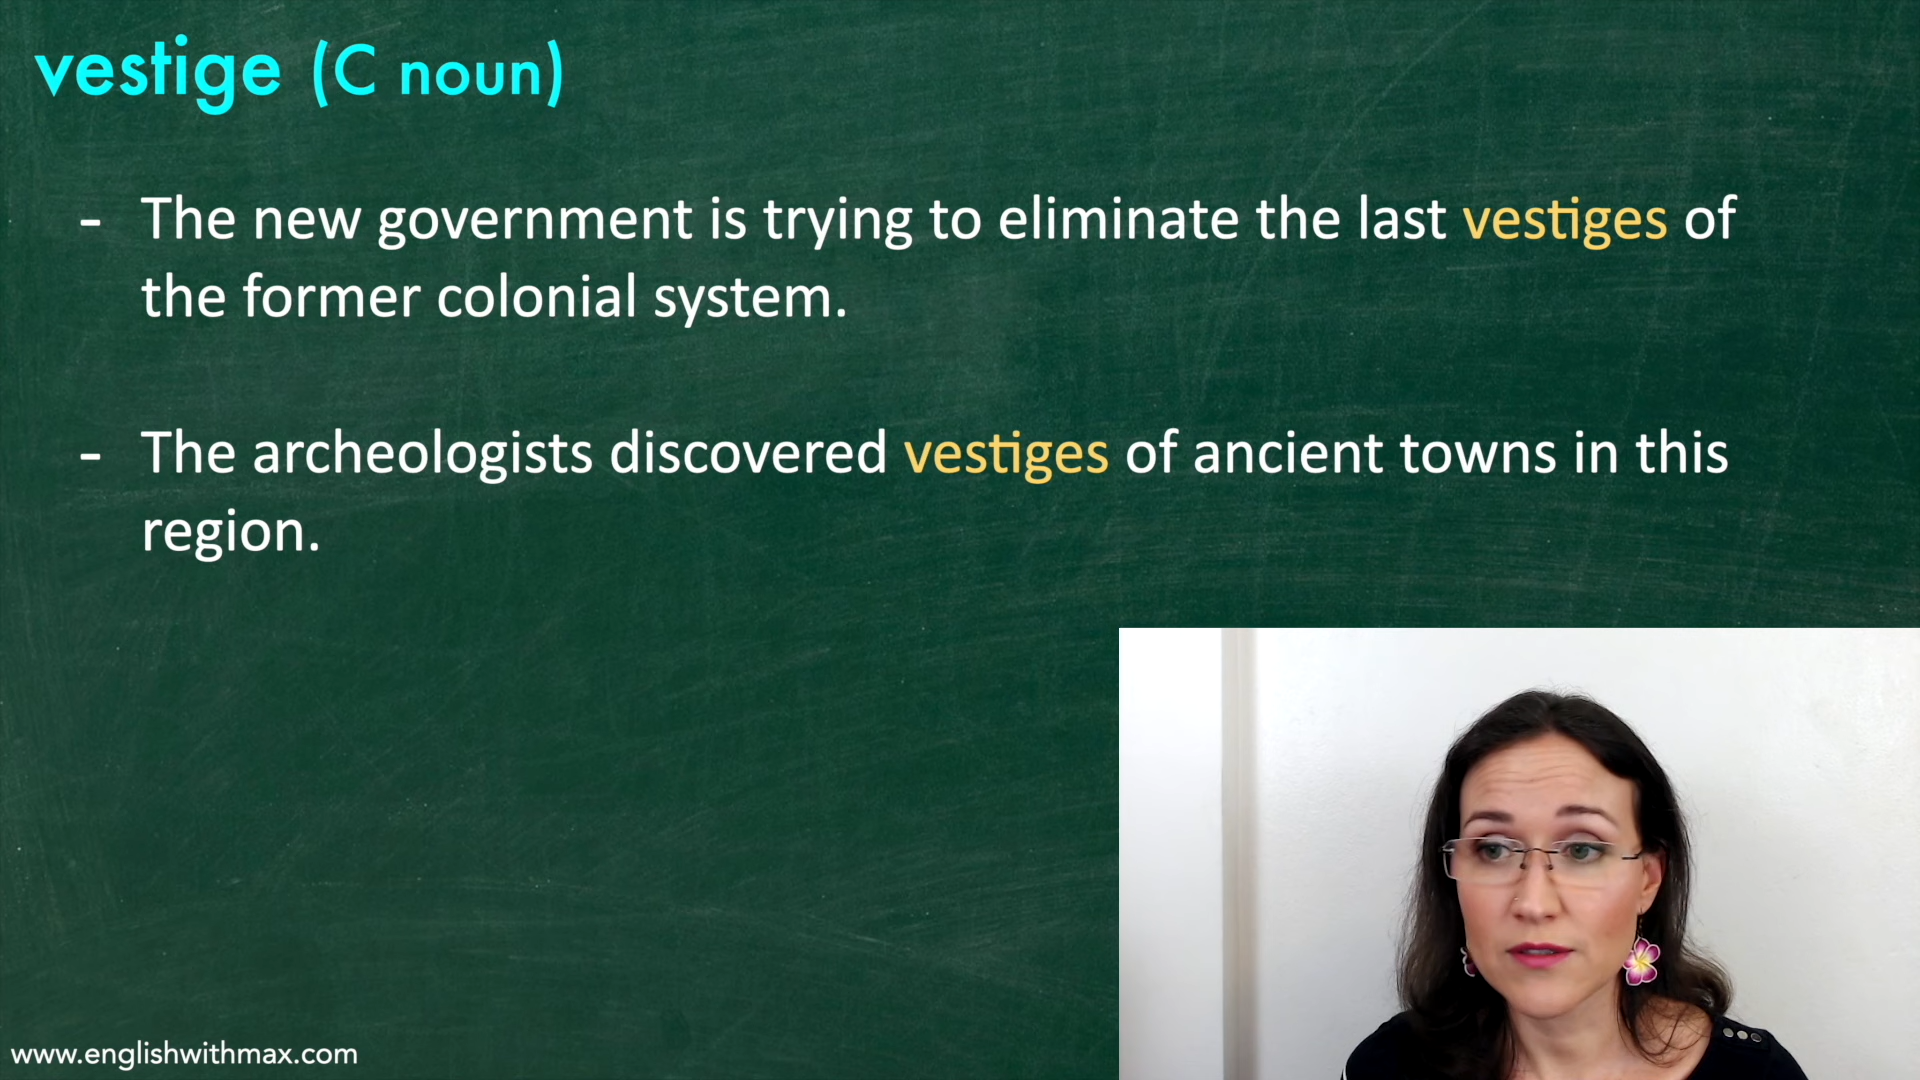 vestige (C noun)
- The new government is trying to eliminate the last vestiges of
the former colonial system.
- The archeologists discovered vestiges of ancient towns in this
region.
www.englishwithmax.com